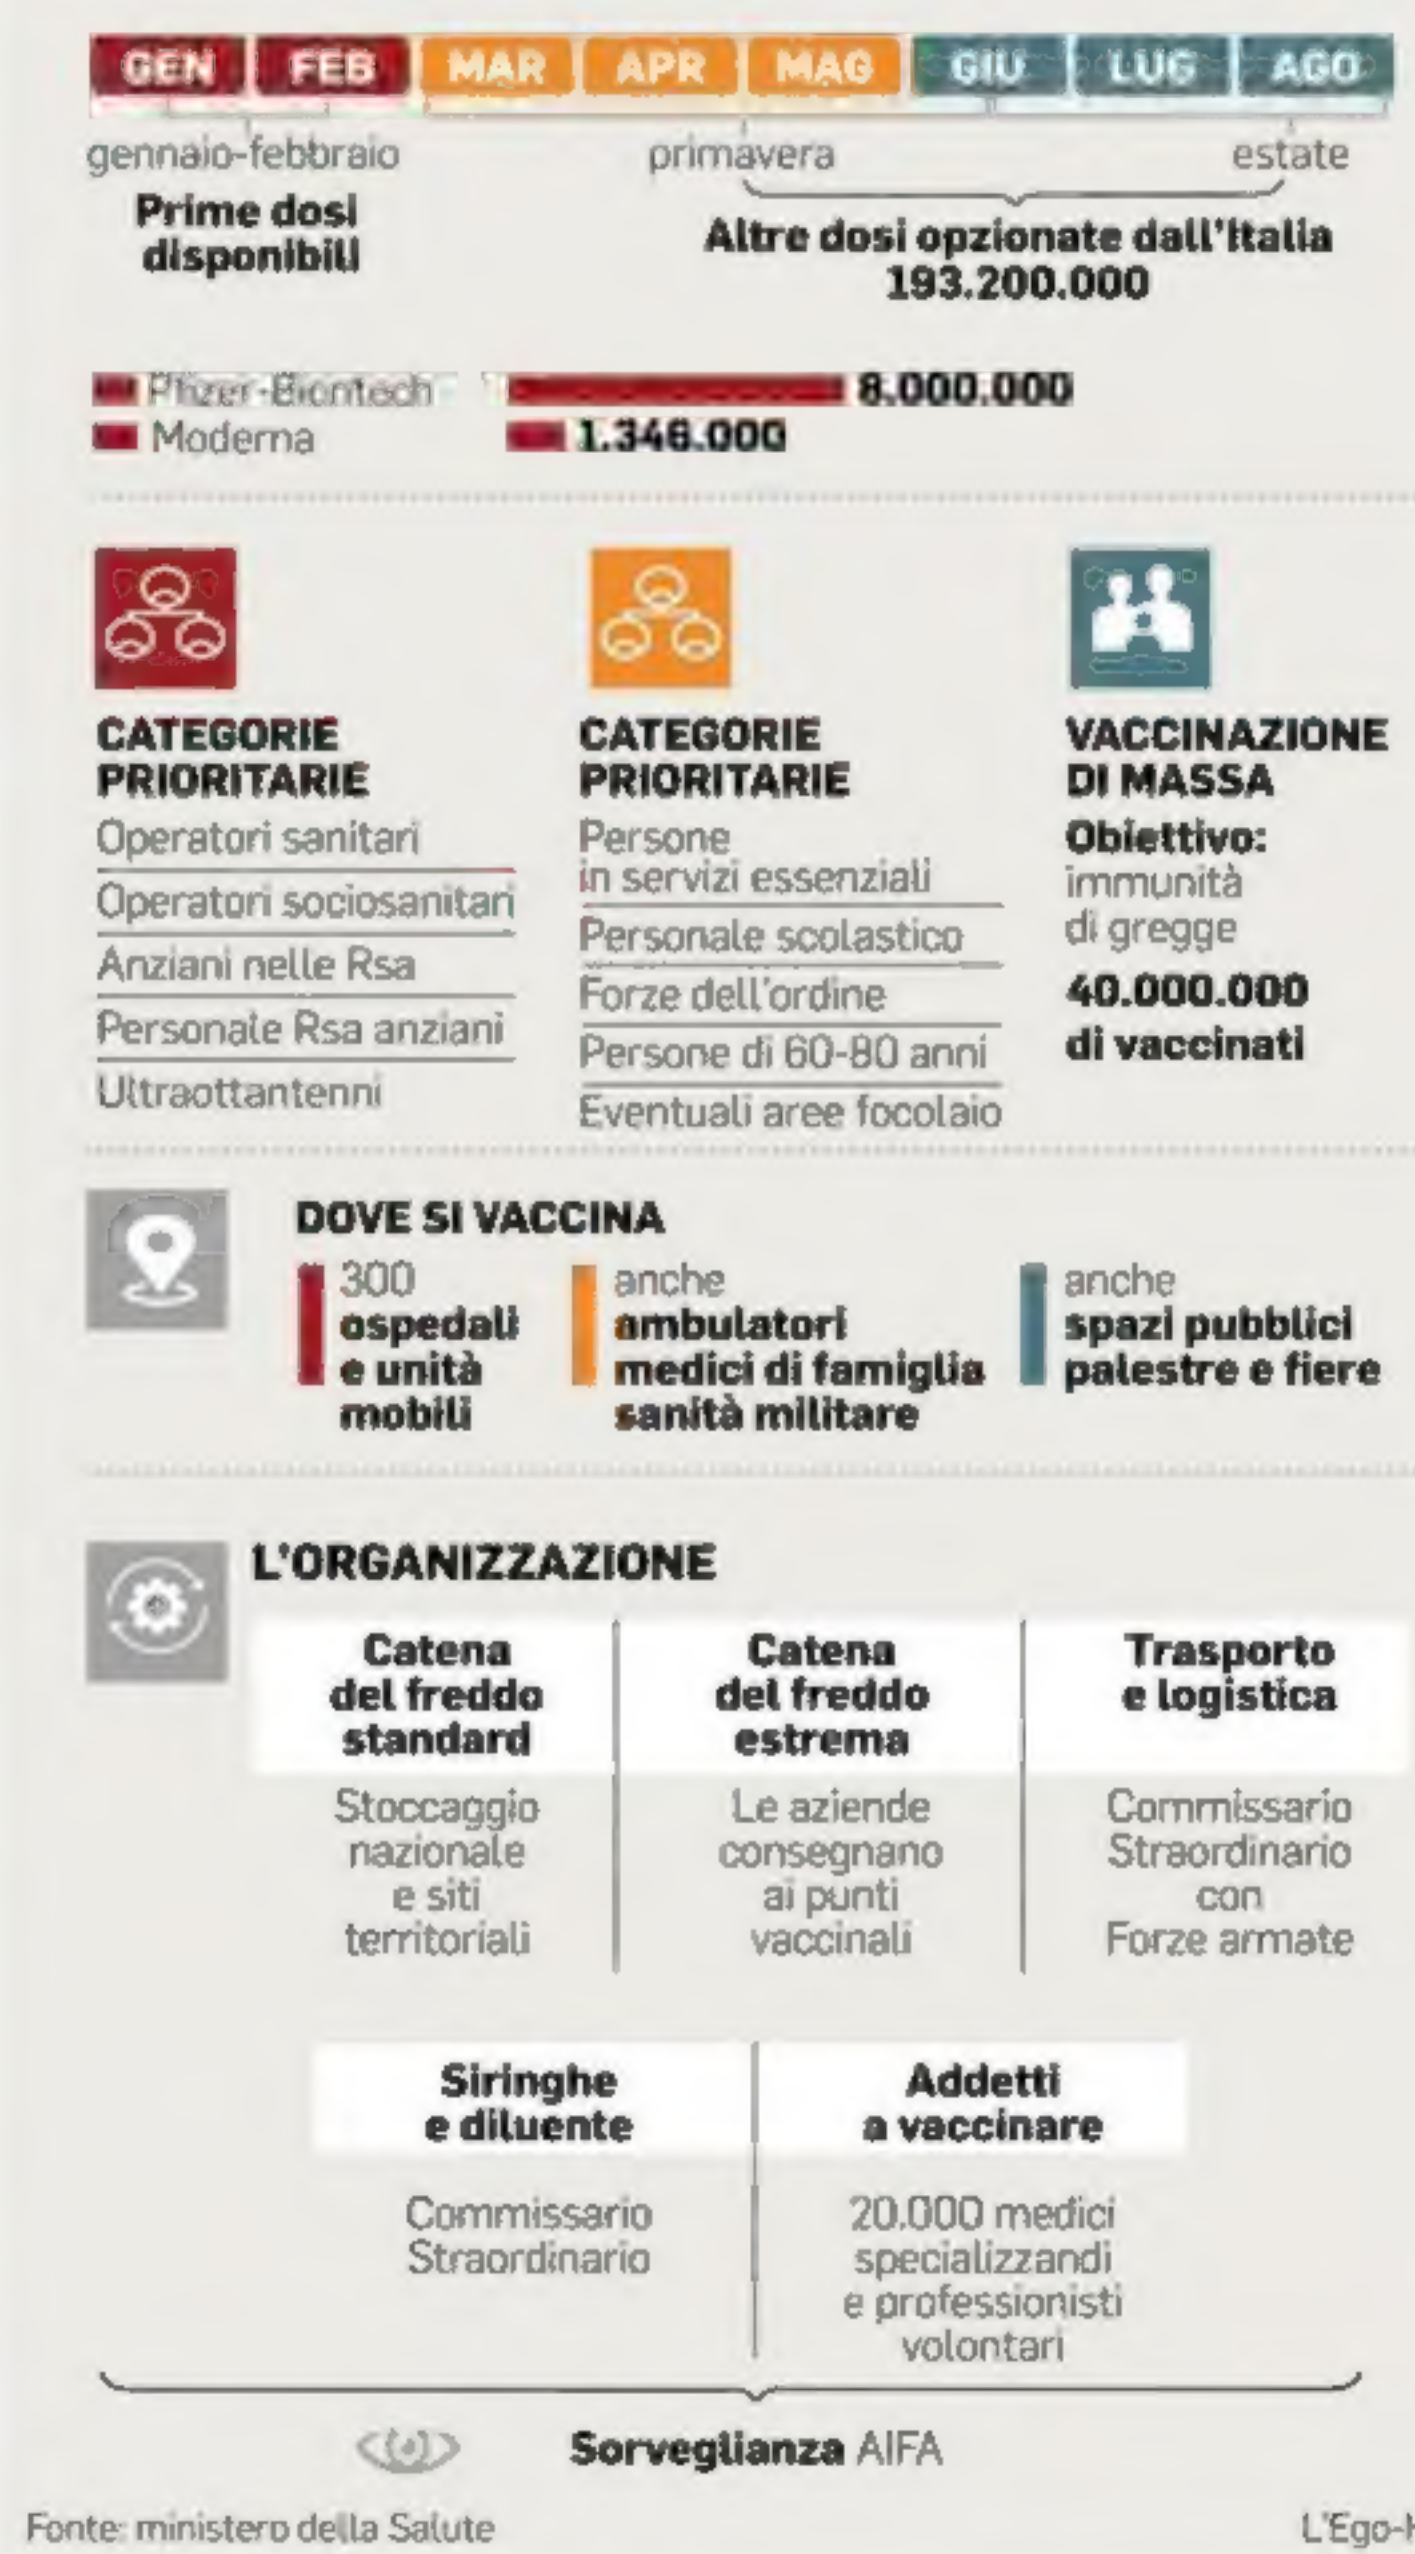 GEN FEB MAR APR MAG GIU LUG AGO
gennaio-febbraio
Prime dosi
disponibili
primavera
estate
Altre dosi opzionate dall'Italia
193.200.000
Pfizer-Biontech 8.000.000
Moderna 1.346.000
CATEGORIE
PRIORITARIE
Operatori sanitari
Operatori sociosanitari
Anziani nelle Rsa
Personale Rsa anziani
Ultraottantenni
CATEGORIE
PRIORITARIE
Persone
in servizi essenziali
Personale scolastico
Forze dell'ordine
Persone di 60-80 anni
Eventuali aree focolaio
VACCINAZIONE
DI MASSA
Obiettivo:
immunità
di gregge
40.000.000
di vaccinati
DOVE SI VACCINA
300
ospedali
e unità
mobili
anche
ambulatori
medici di famiglia
sanità militare
anche
spazi pubblici
palestre e fiere
L'ORGANIZZAZIONE
Catena
del freddo
standard
Stoccaggio
nazionale
e siti
territoriali
Catena
del freddo
estrema
Le aziende
consegnano
ai punti
vaccinali
Trasporto
e logistica
Commissario
Straordinario
con
Forze armate
Siringhe
e diluente
Commissario
Straordinario
Addetti
a vaccinare
20.000 medici
specializzandi
e professionisti
volontari
Sorveglianza AIFA
Fonte: ministero della Salute
L'Ego-H